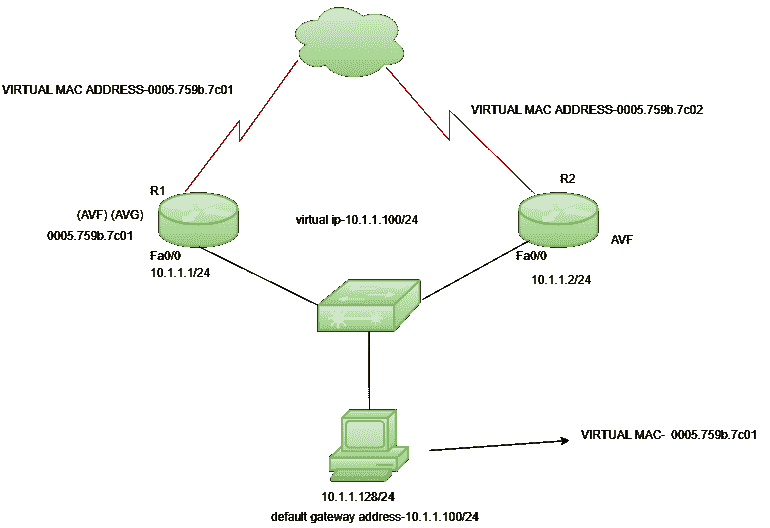 VIRTUAL MAC ADDRESS-0005.759b.7c01
VIRTUAL MAC ADDRESS-0005.759b.7c02
R1
R2
(AVF) (AVG)
0005.759b.7c01
virtual ip-10.1.1.100/24
AVF
Fa0/0
10.1.1.1/24
Fa0/0
10.1.1.2/24
VIRTUAL MAC- 0005.759b.7c01
10.1.1.128/24
default gateway address-10.1.1.100/24